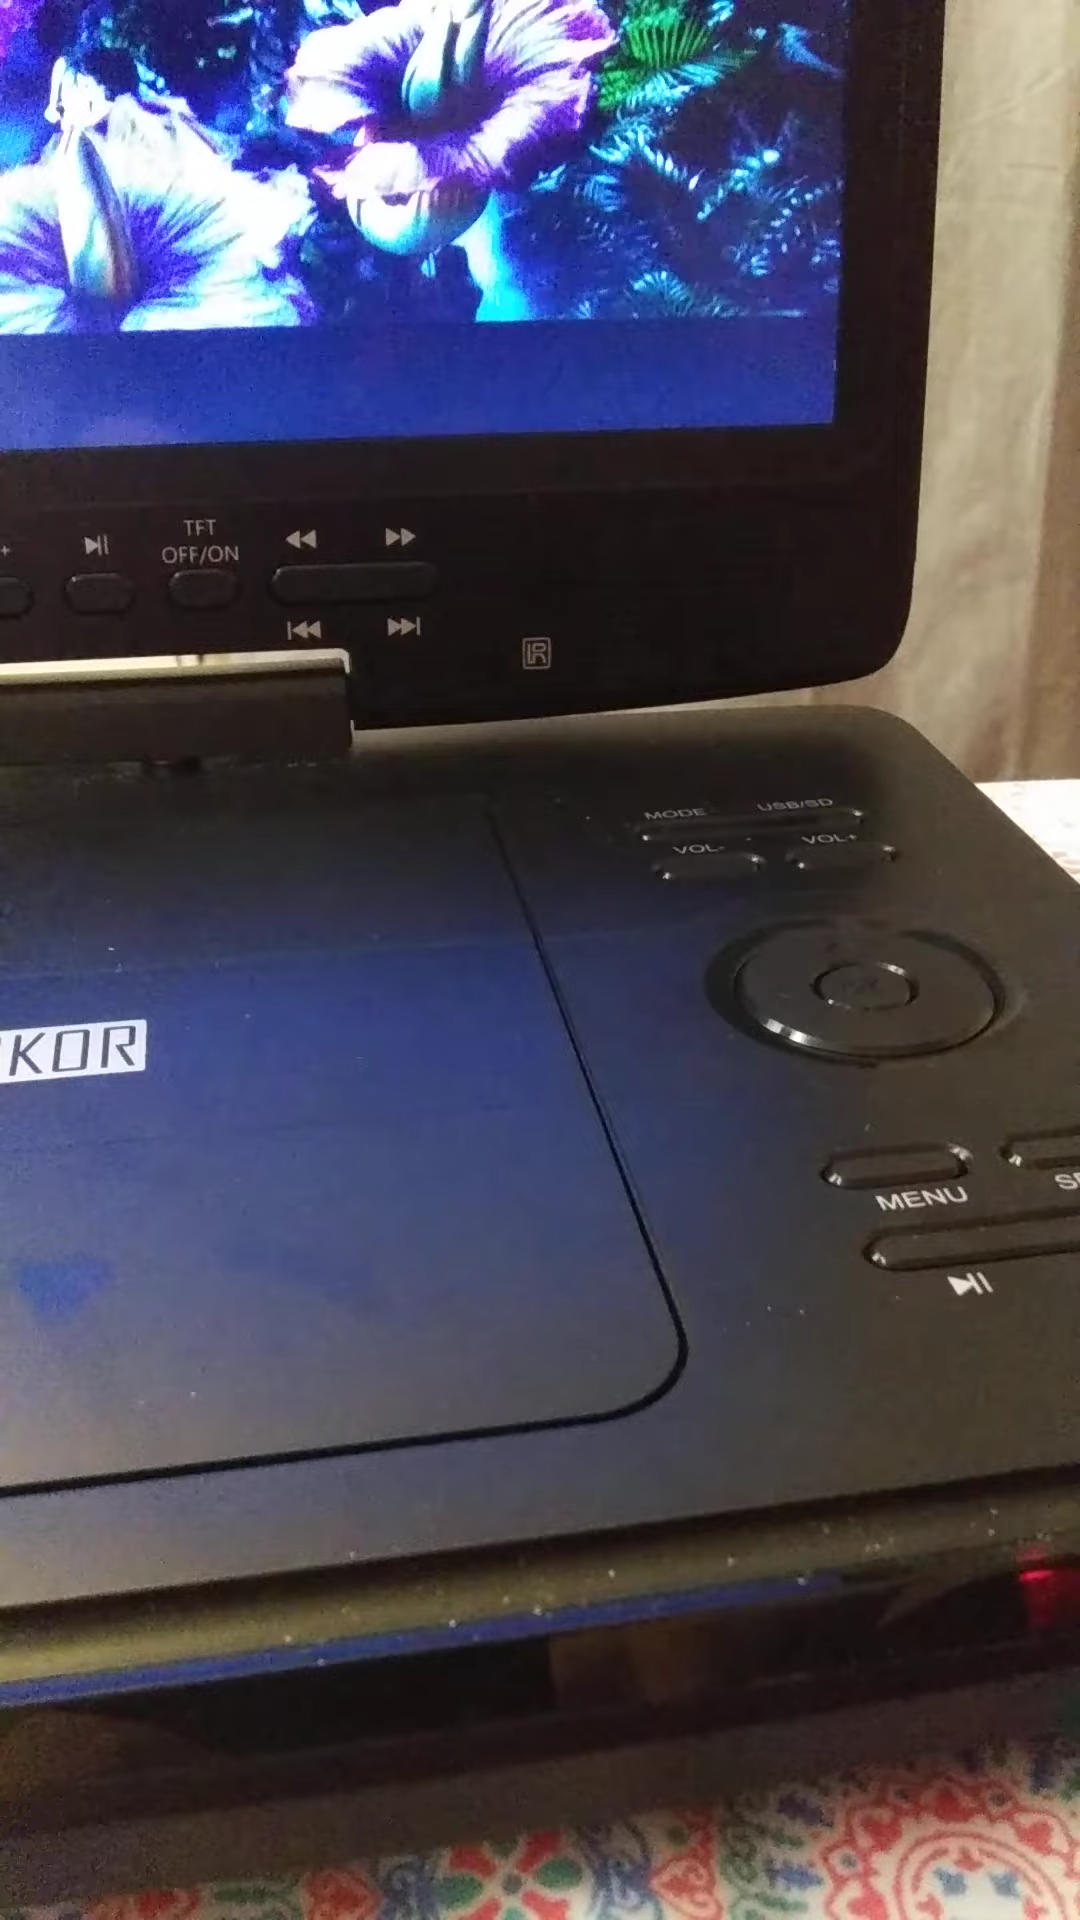 +
TFT
OFF/ON
MODE USB/SD
VOL- VOL+
KOR
MENU